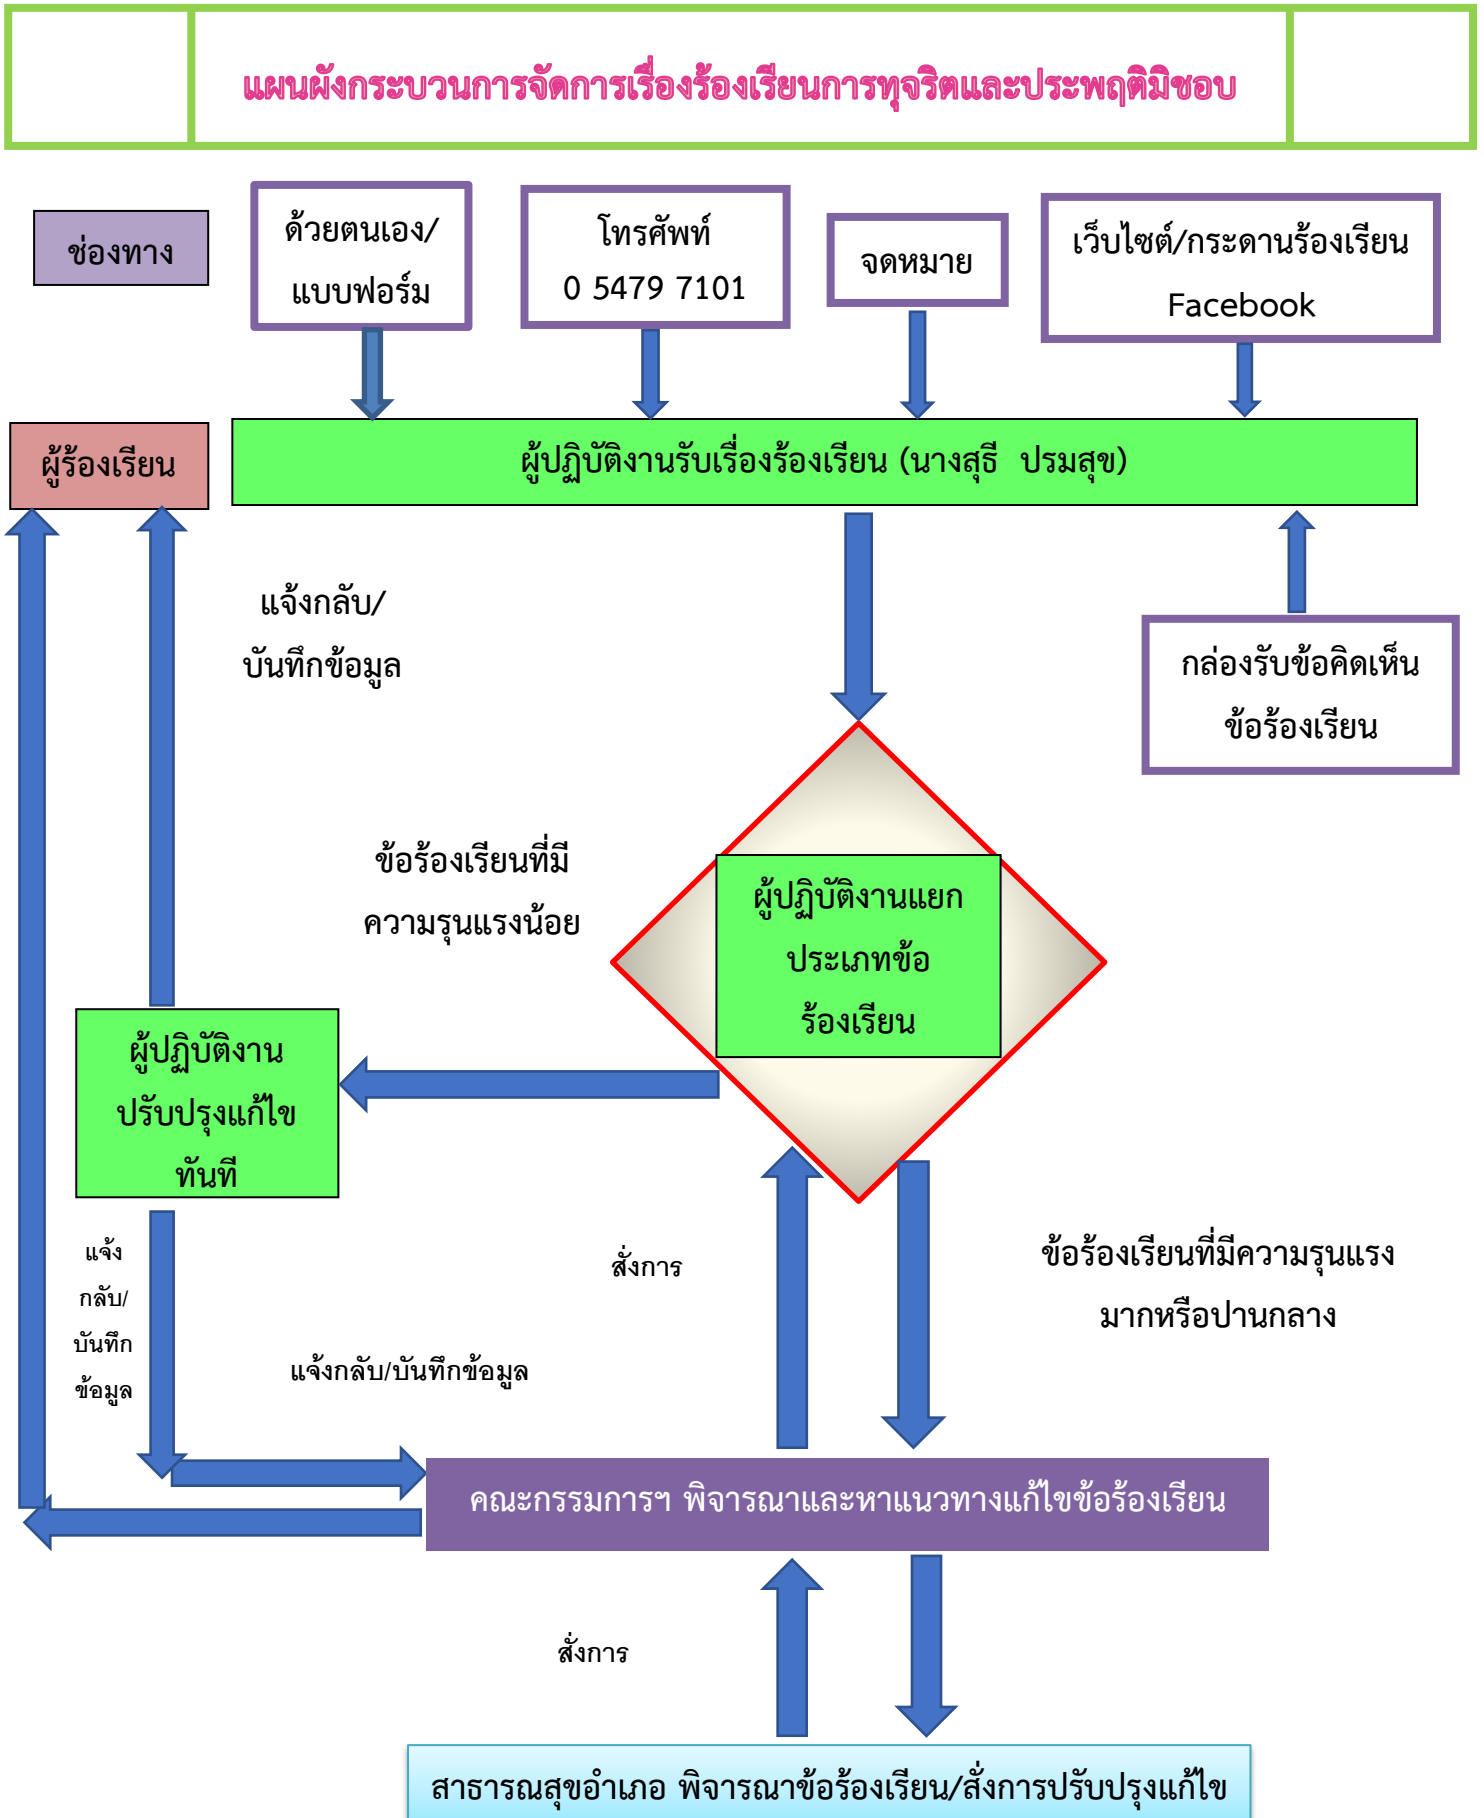 แผนผังกระบวนการจัดการเรื่องร้องเรียนการทุจริตและประพฤติมิชอบ
ช่องทาง
ด้วยตนเอง/
แบบฟอร์ม
โทรศัพท์
0 5479 7101
จดหมาย
เว็บไซต์/กระดานร้องเรียน
Facebook
ผู้ร้องเรียน
ผู้ปฏิบัติงานรับเรื่องร้องเรียน (นางสุธี ปรมสุข)
แจ้งกลับ/
บันทึกข้อมูล
กล่องรับข้อคิดเห็น
ข้อร้องเรียน
ข้อร้องเรียนที่มี
ความรุนแรงน้อย
ผู้ปฏิบัติงานแยก
ประเภทข้อ
ร้องเรียน
ผู้ปฏิบัติงาน
ปรับปรุงแก้ไข
ทันที
แจ้ง
กลับ/
บันทึก
ข้อมูล
สั่งการ
ข้อร้องเรียนที่มีความรุนแรง
มากหรือปานกลาง
แจ้งกลับ/บันทึกข้อมูล
คณะกรรมการฯ พิจารณาและหาแนวทางแก้ไขข้อร้องเรียน
สั่งการ
สาธารณสุขอำเภอ พิจารณาข้อร้องเรียน/สั่งการปรับปรุงแก้ไข